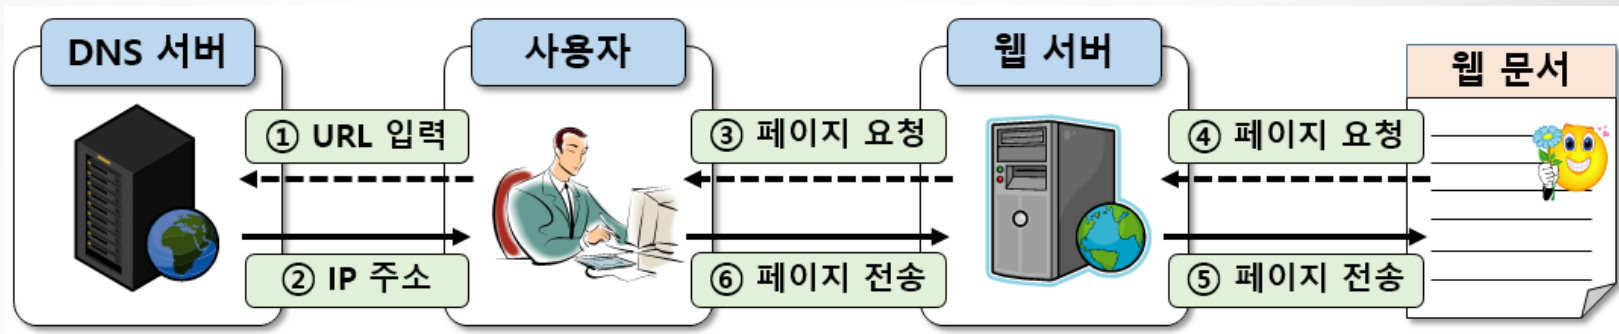 DNS 서버
사용자
웹 서버
웹 문서
① URL 입력
③ 페이지 요청
④ 페이지 요청
② IP 주소
⑥ 페이지 전송
⑤ 페이지 전송